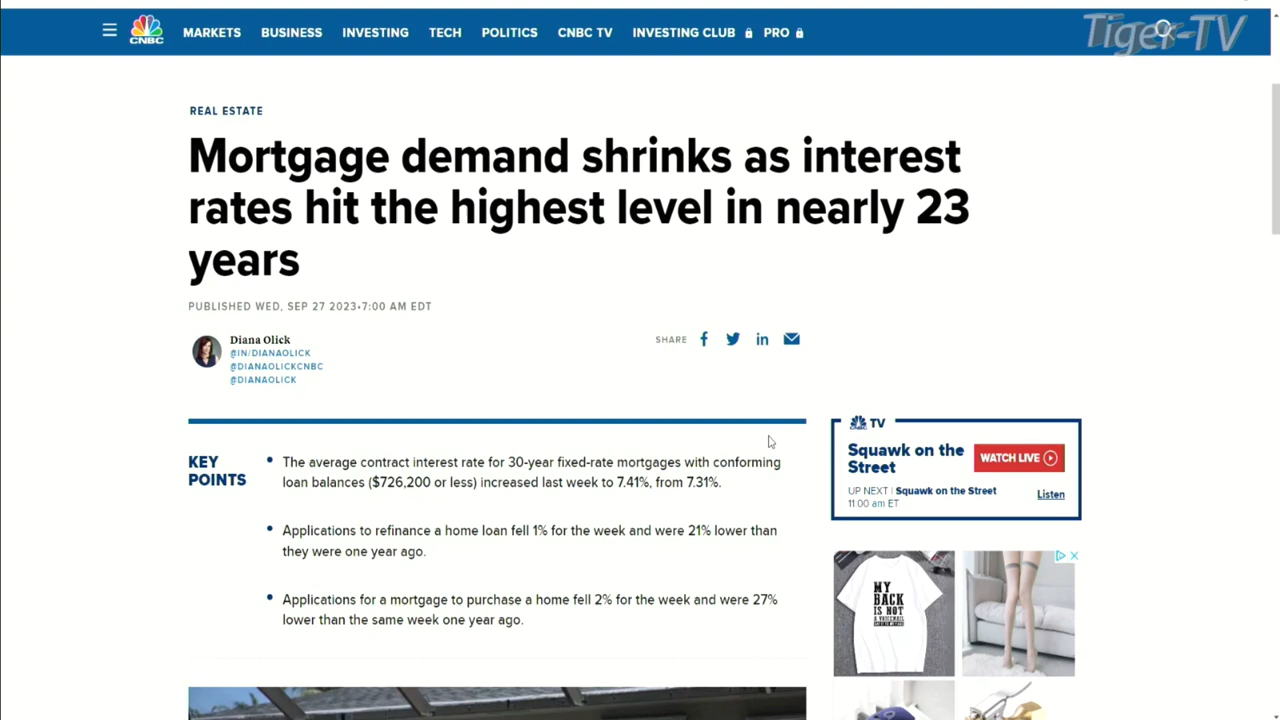 CNBC
MARKETS BUSINESS INVESTING TECH POLITICS CNBC TV INVESTING CLUB PRO
Tiger-TV
REAL ESTATE
Mortgage demand shrinks as interest
rates hit the highest level in nearly 23
years
PUBLISHED WED, SEP 27 2023•7:00 AM EDT
Diana Olick
@IN/DIANAOLICK
@DIANAOLICKCNBC
@DIANAOLICK
SHARE
KEY
POINTS
• The average contract interest rate for 30-year fixed-rate mortgages with conforming
loan balances ($726,200 or less) increased last week to 7.41%, from 7.31%.
• Applications to refinance a home loan fell 1% for the week and were 21% lower than
they were one year ago.
• Applications for a mortgage to purchase a home fell 2% for the week and were 27%
lower than the same week one year ago.
CNBC TV
Squawk on the
Street
WATCH LIVE
UP NEXT | Squawk on the Street
11:00 am ET
Listen
MY
BACK
IS NOT
A VOICEMAIL